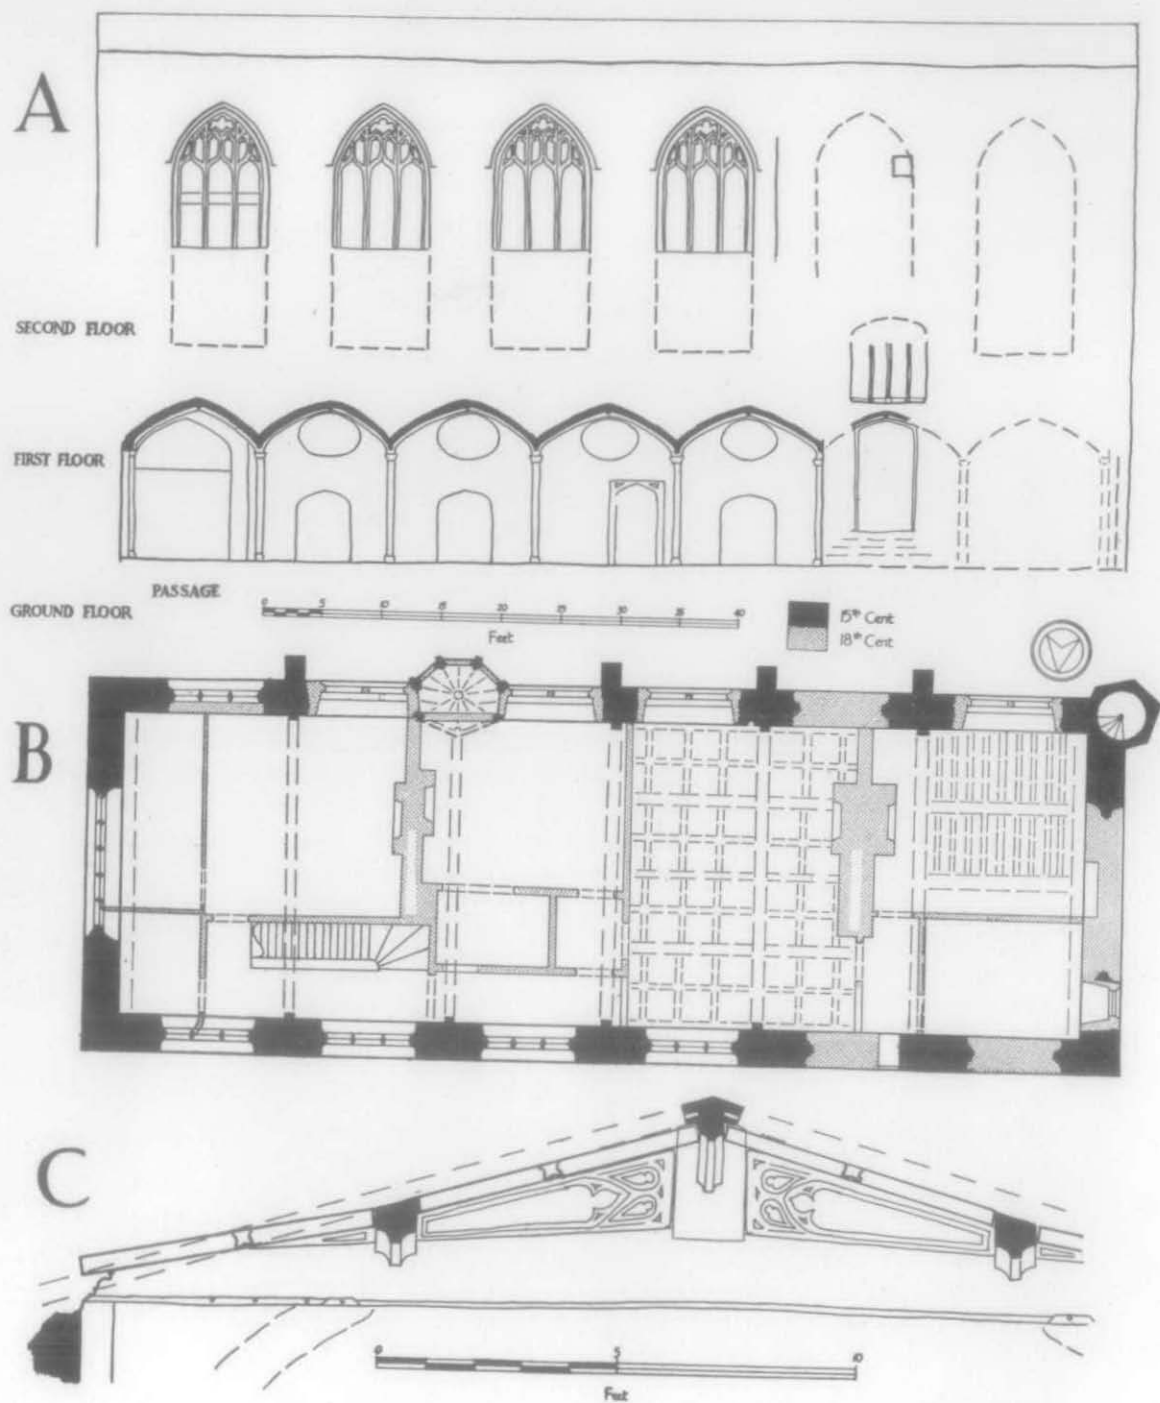 A
SECOND FLOOR
FIRST FLOOR
PASSAGE
GROUND FLOOR
0 5 10 15 20 25 30 35 40
Feet
15th Cent
18th Cent
B
C
0 5 10
Feet